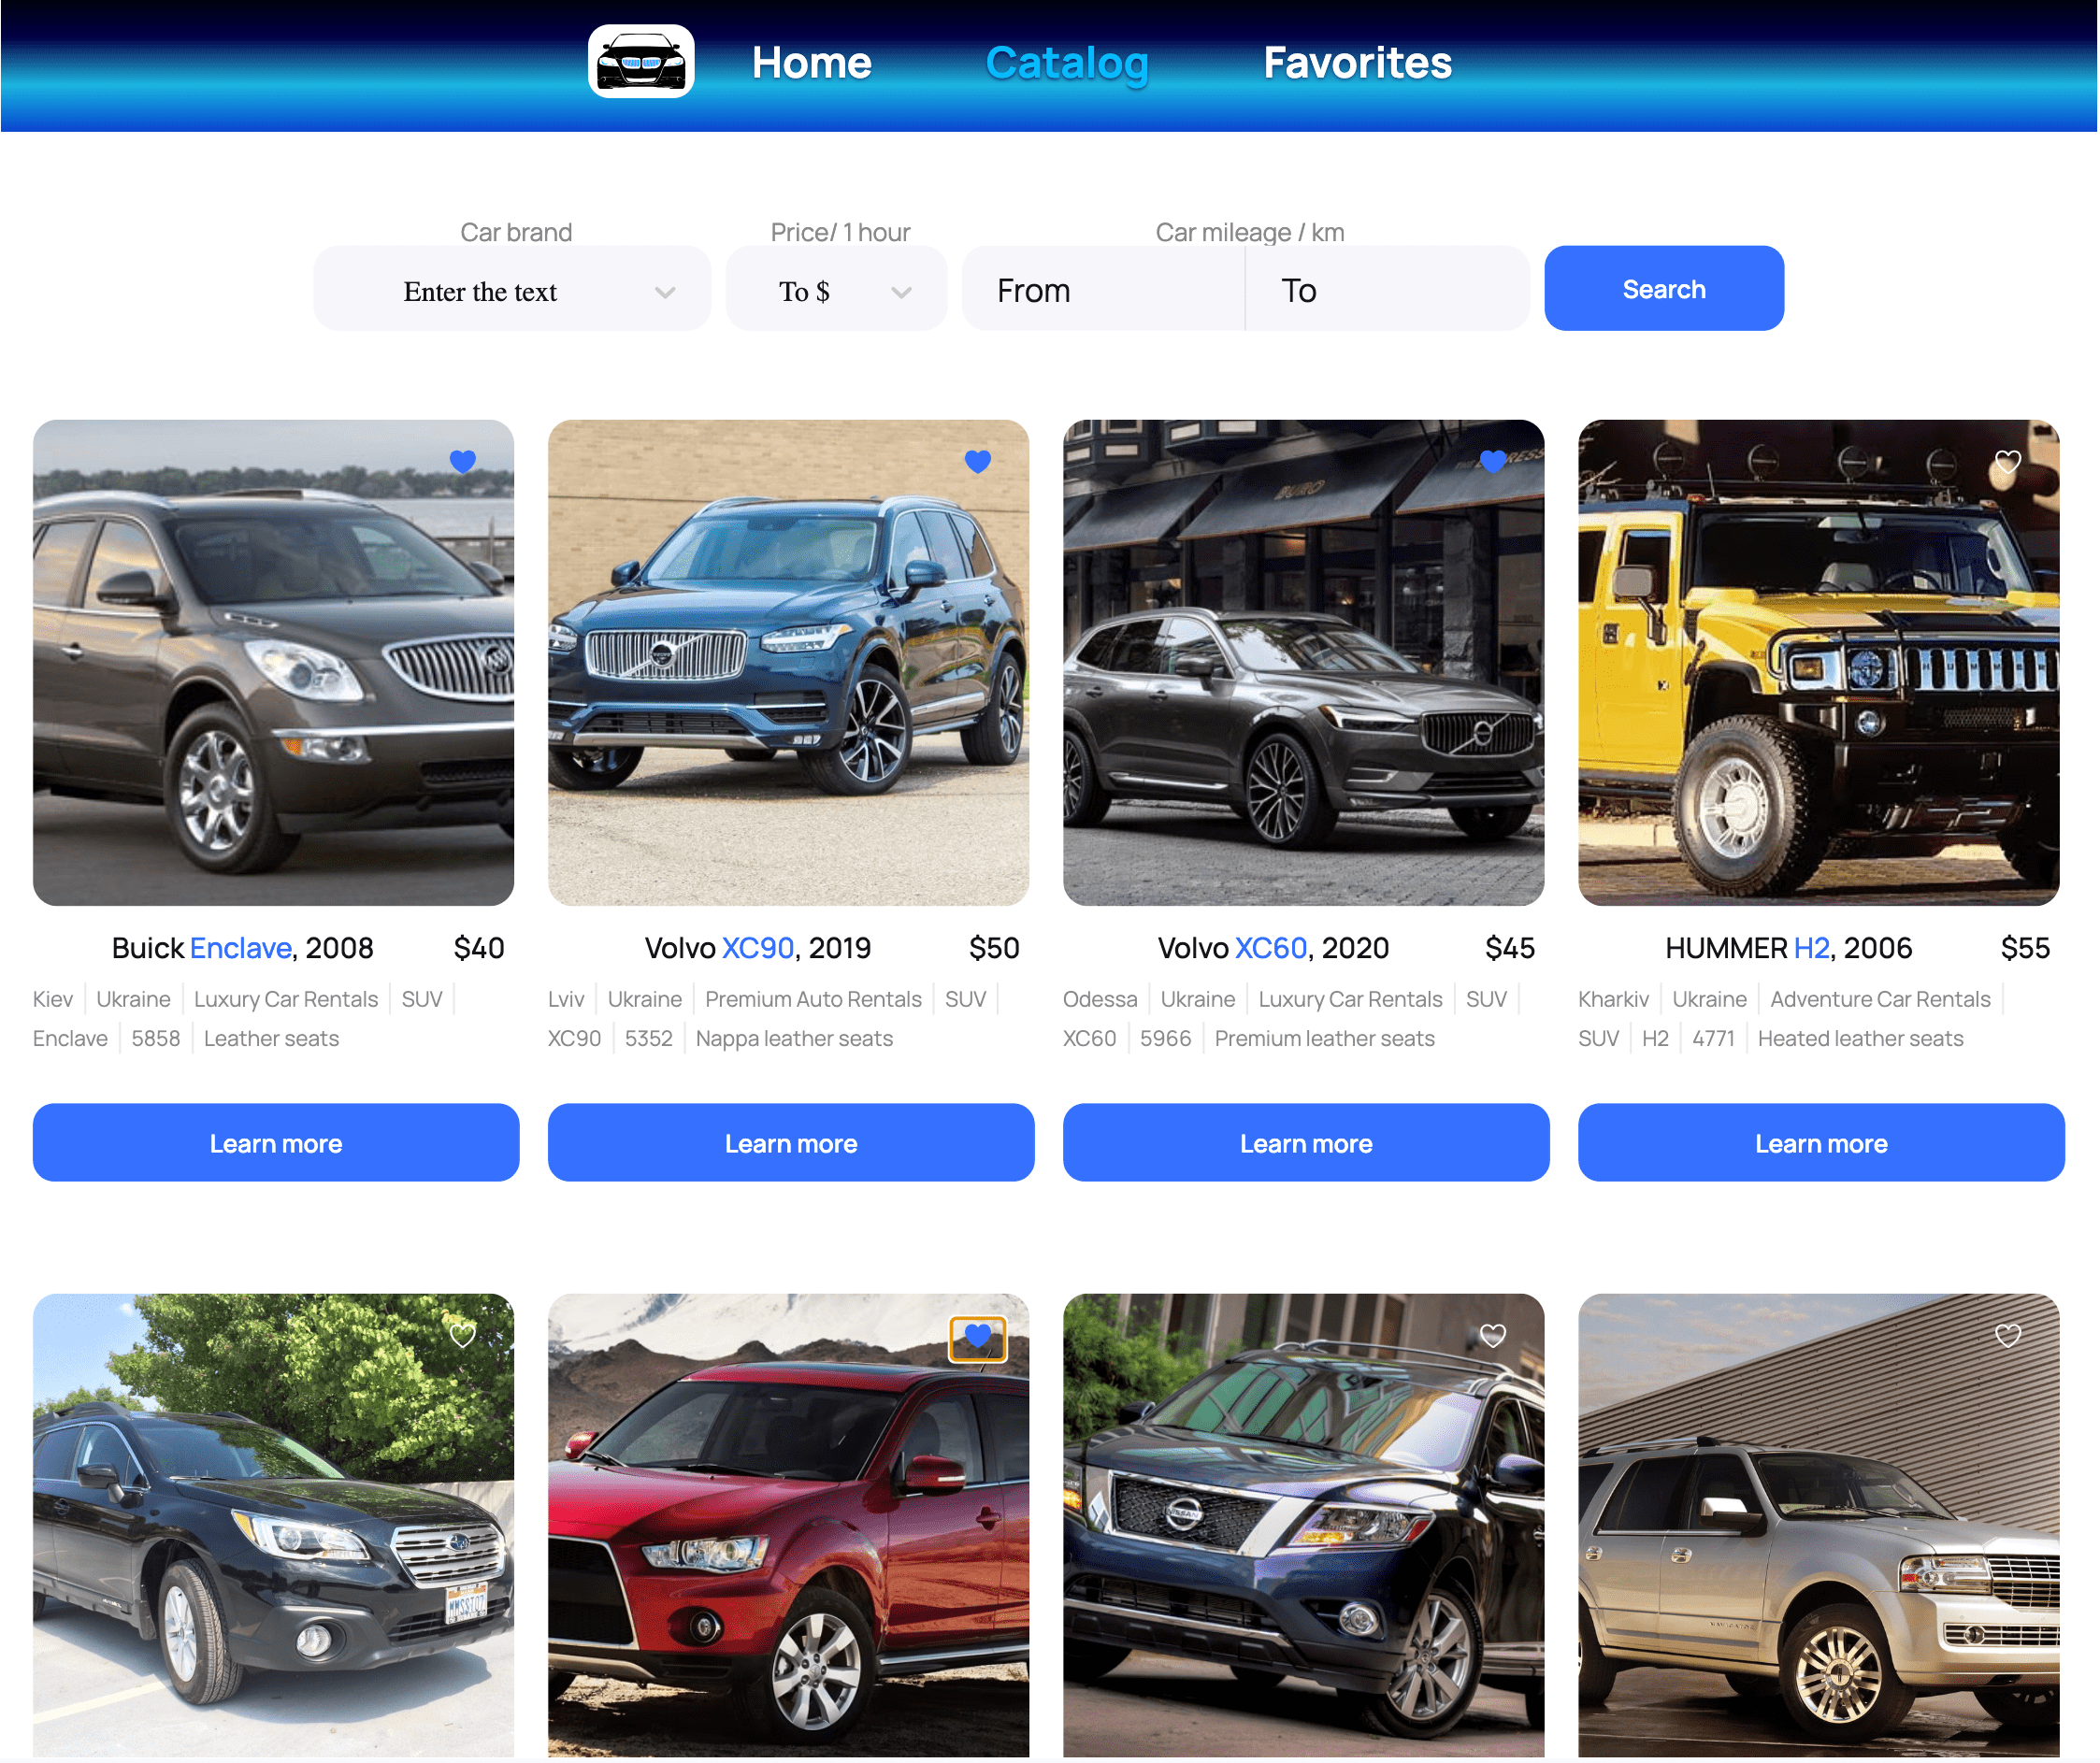 Home Catalog Favorites
Car brand Price/ 1 hour Car mileage / km
Enter the text To $ From To Search
BURO
Buick Enclave, 2008 $40
Volvo XC90, 2019 $50
Volvo XC60, 2020 $45
HUMMER H2, 2006 $55
Kiev Ukraine Luxury Car Rentals SUV
Enclave 5858 Leather seats
Lviv Ukraine Premium Auto Rentals SUV
XC90 5352 Nappa leather seats
Odessa Ukraine Luxury Car Rentals SUV
XC60 5966 Premium leather seats
Kharkiv Ukraine Adventure Car Rentals
SUV H2 4771 Heated leather seats
Learn more Learn more Learn more Learn more
NISSAN